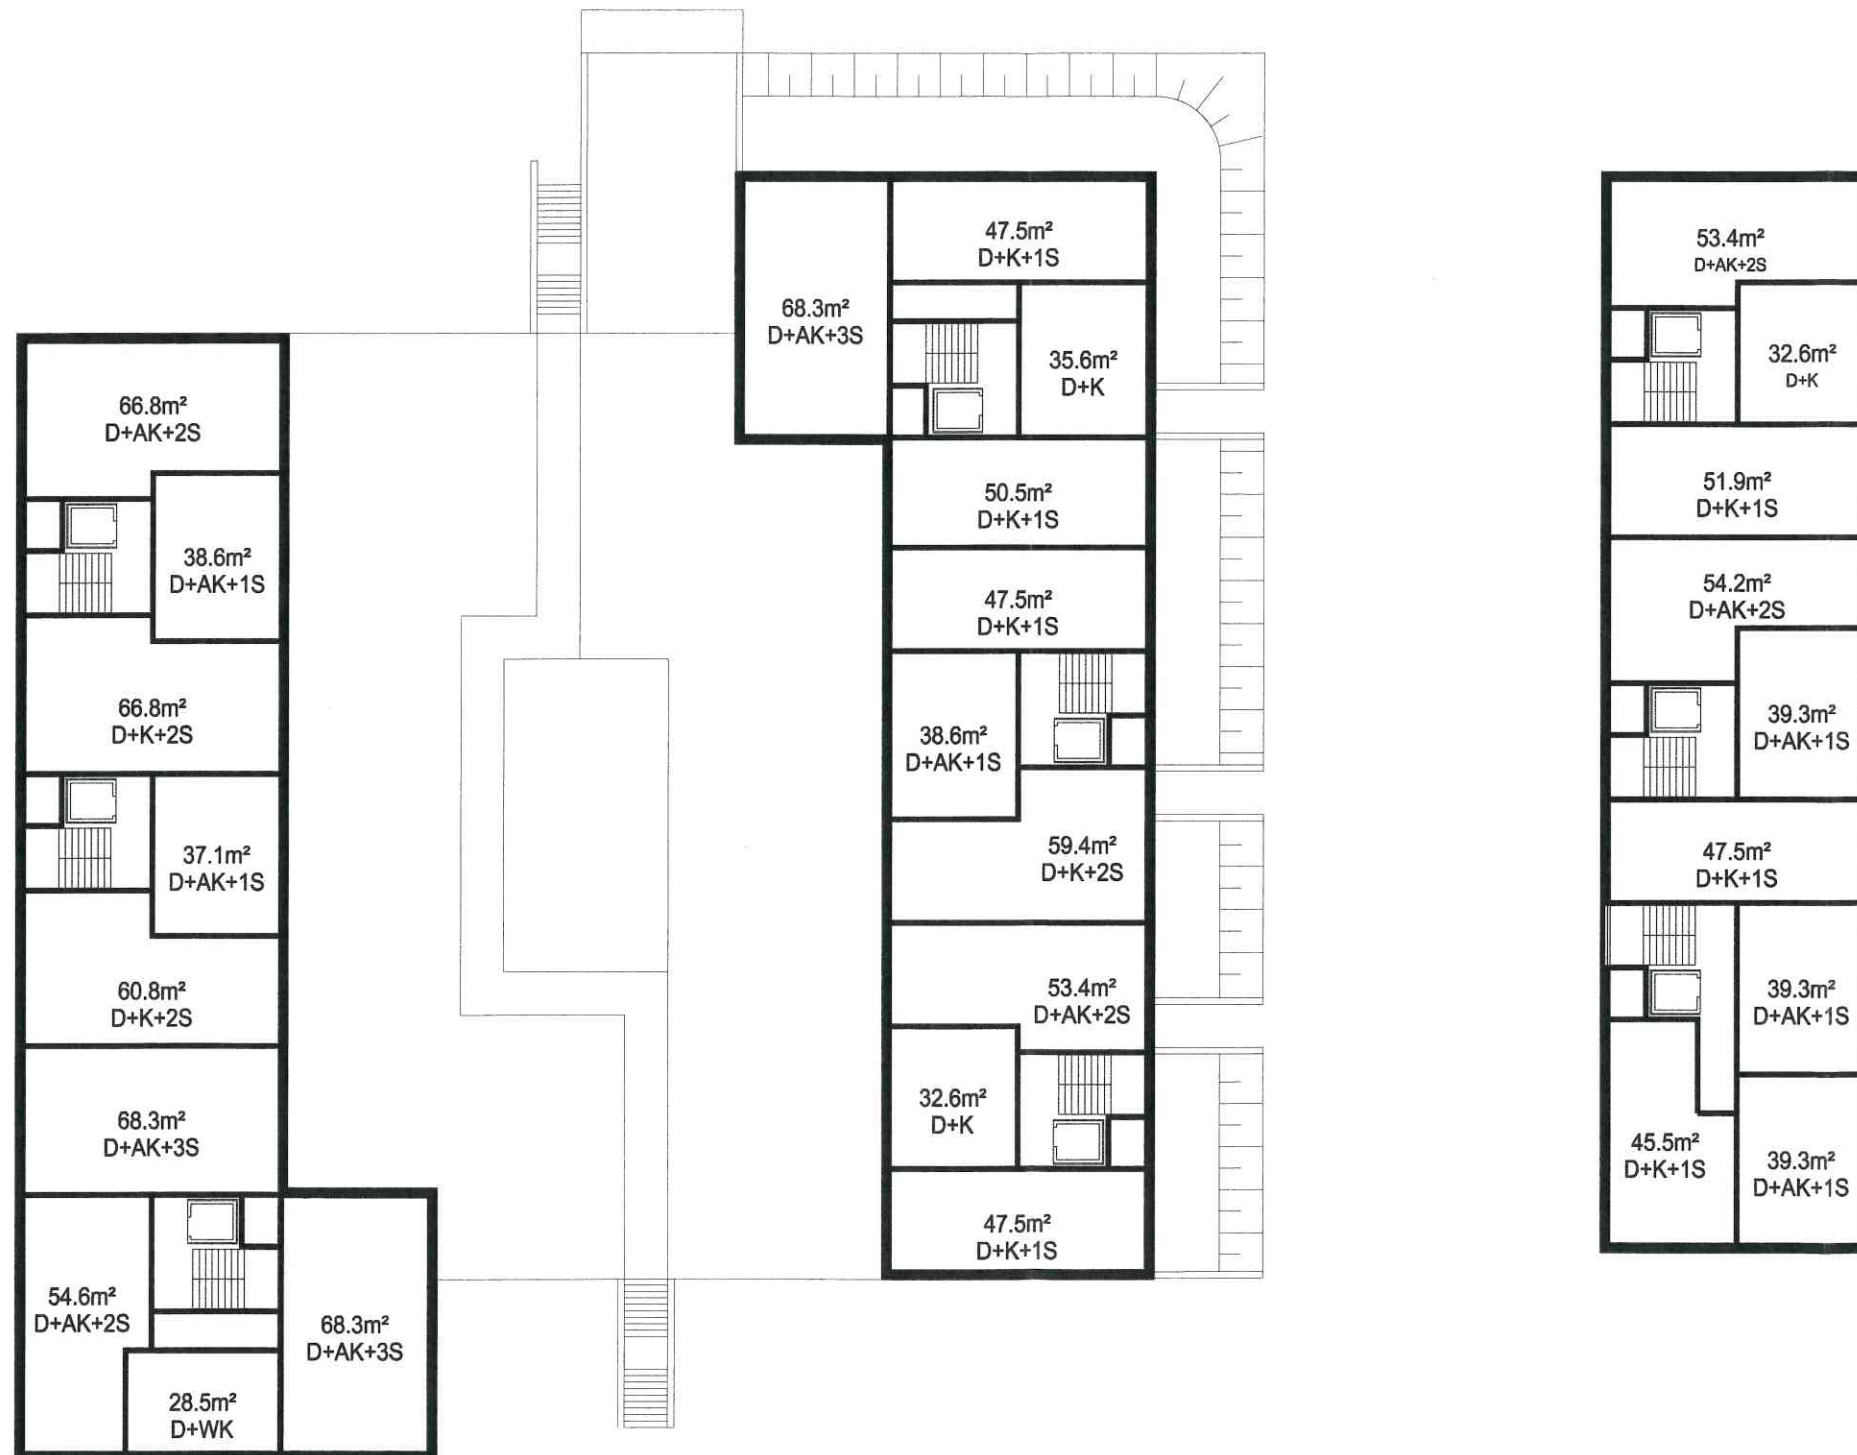 66.8m²
D+AK+2S
38.6m²
D+AK+1S
66.8m²
D+K+2S
37.1m²
D+AK+1S
60.8m²
D+K+2S
68.3m²
D+AK+3S
54.6m²
D+AK+2S
68.3m²
D+AK+3S
28.5m²
D+WK
47.5m²
D+K+1S
68.3m²
D+AK+3S
35.6m²
D+K
50.5m²
D+K+1S
47.5m²
D+K+1S
38.6m²
D+AK+1S
59.4m²
D+K+2S
53.4m²
D+AK+2S
32.6m²
D+K
47.5m²
D+K+1S
53.4m²
D+AK+2S
32.6m²
D+K
51.9m²
D+K+1S
54.2m²
D+AK+2S
39.3m²
D+AK+1S
47.5m²
D+K+1S
39.3m²
D+AK+1S
45.5m²
D+K+1S
39.3m²
D+AK+1S